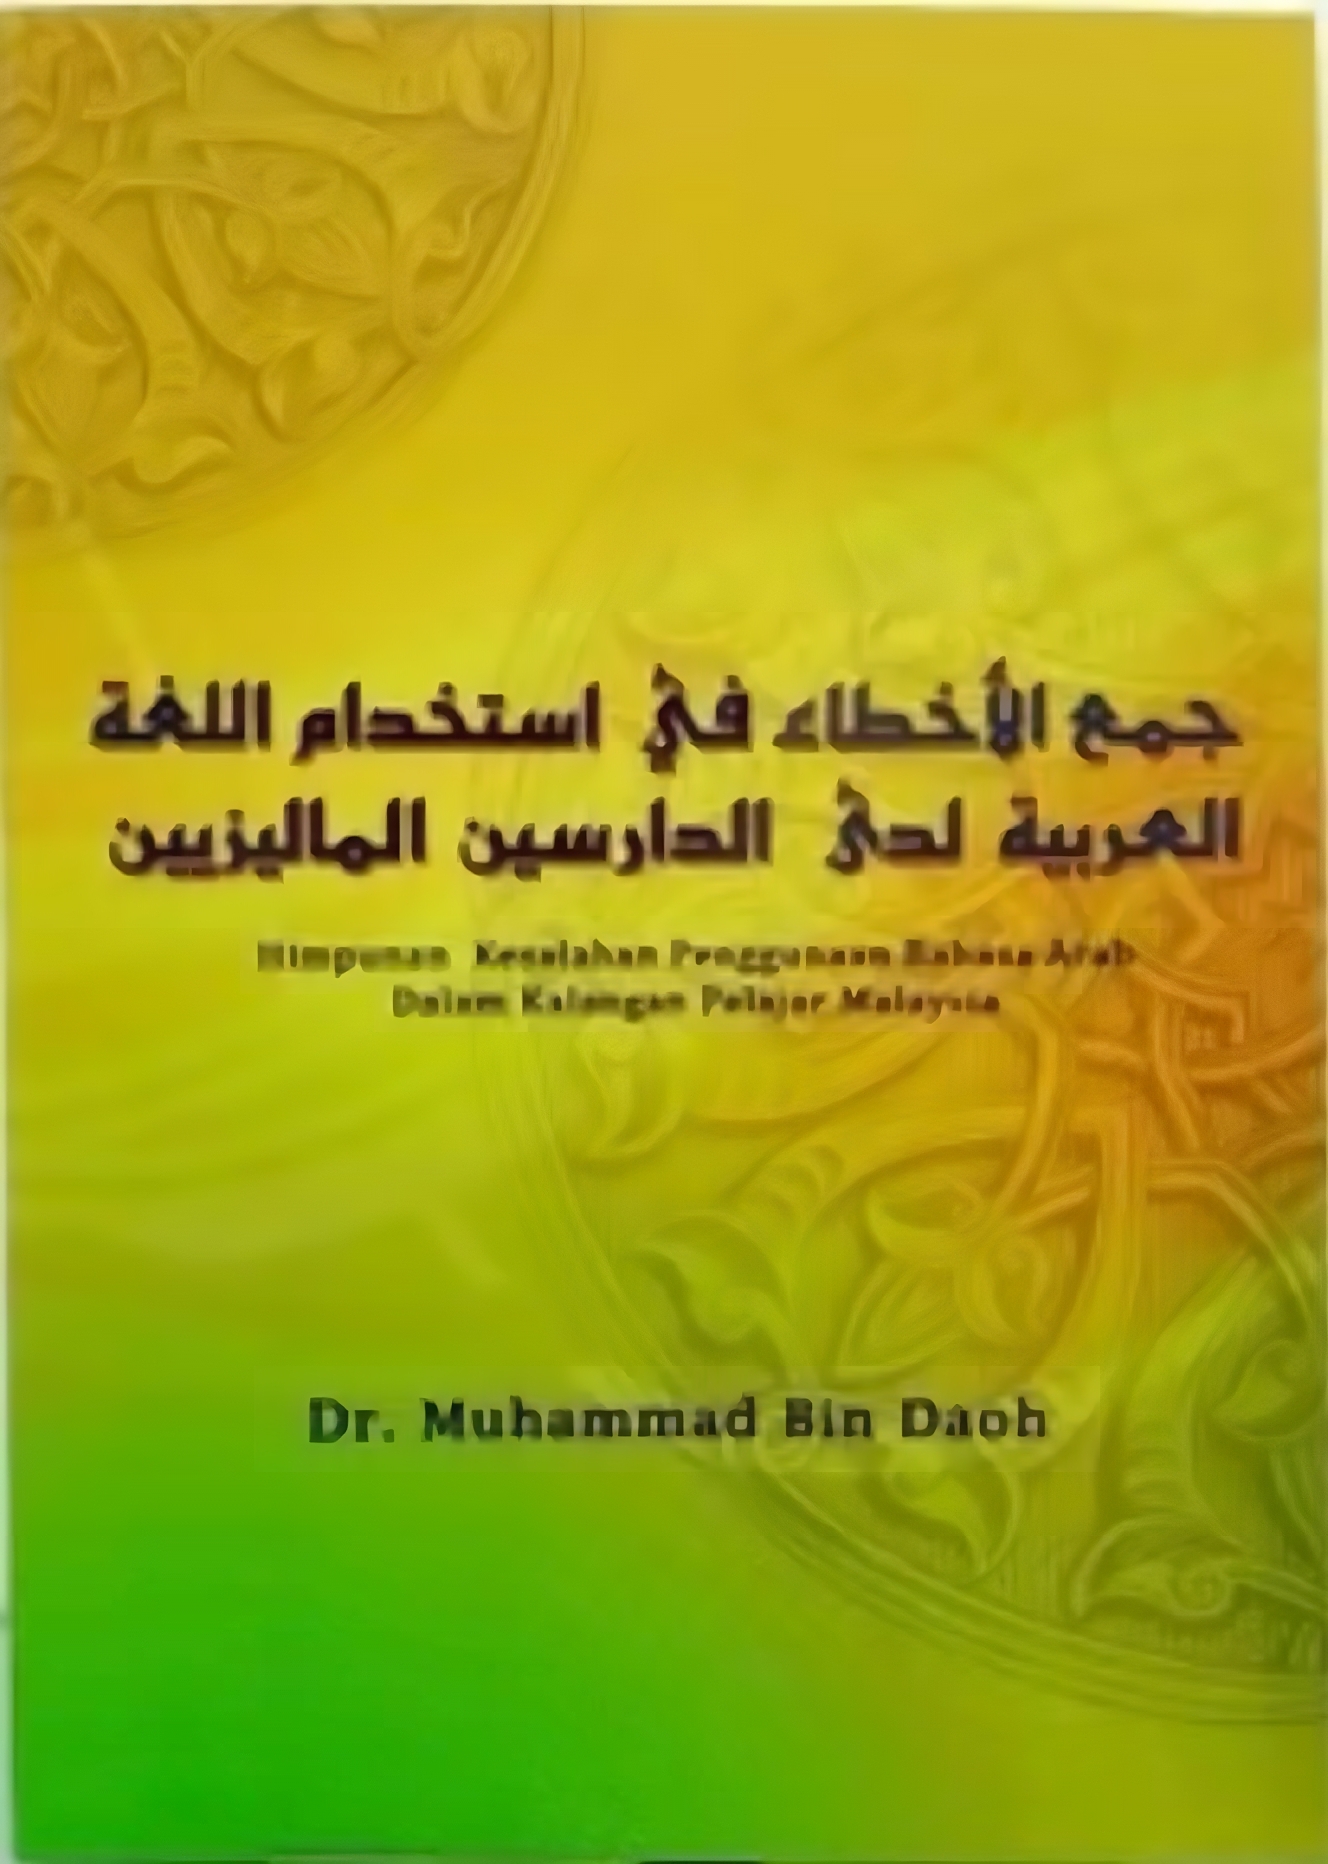 جمع الأخطاء في استخدام اللغة
العربية لدى الدارسين الماليزيين
Himpunan Kesalahan Penggunaan Bahasa Arab
Dalam Kalangan Pelajar Malaysia
Dr. Muhammad Bin Daoh